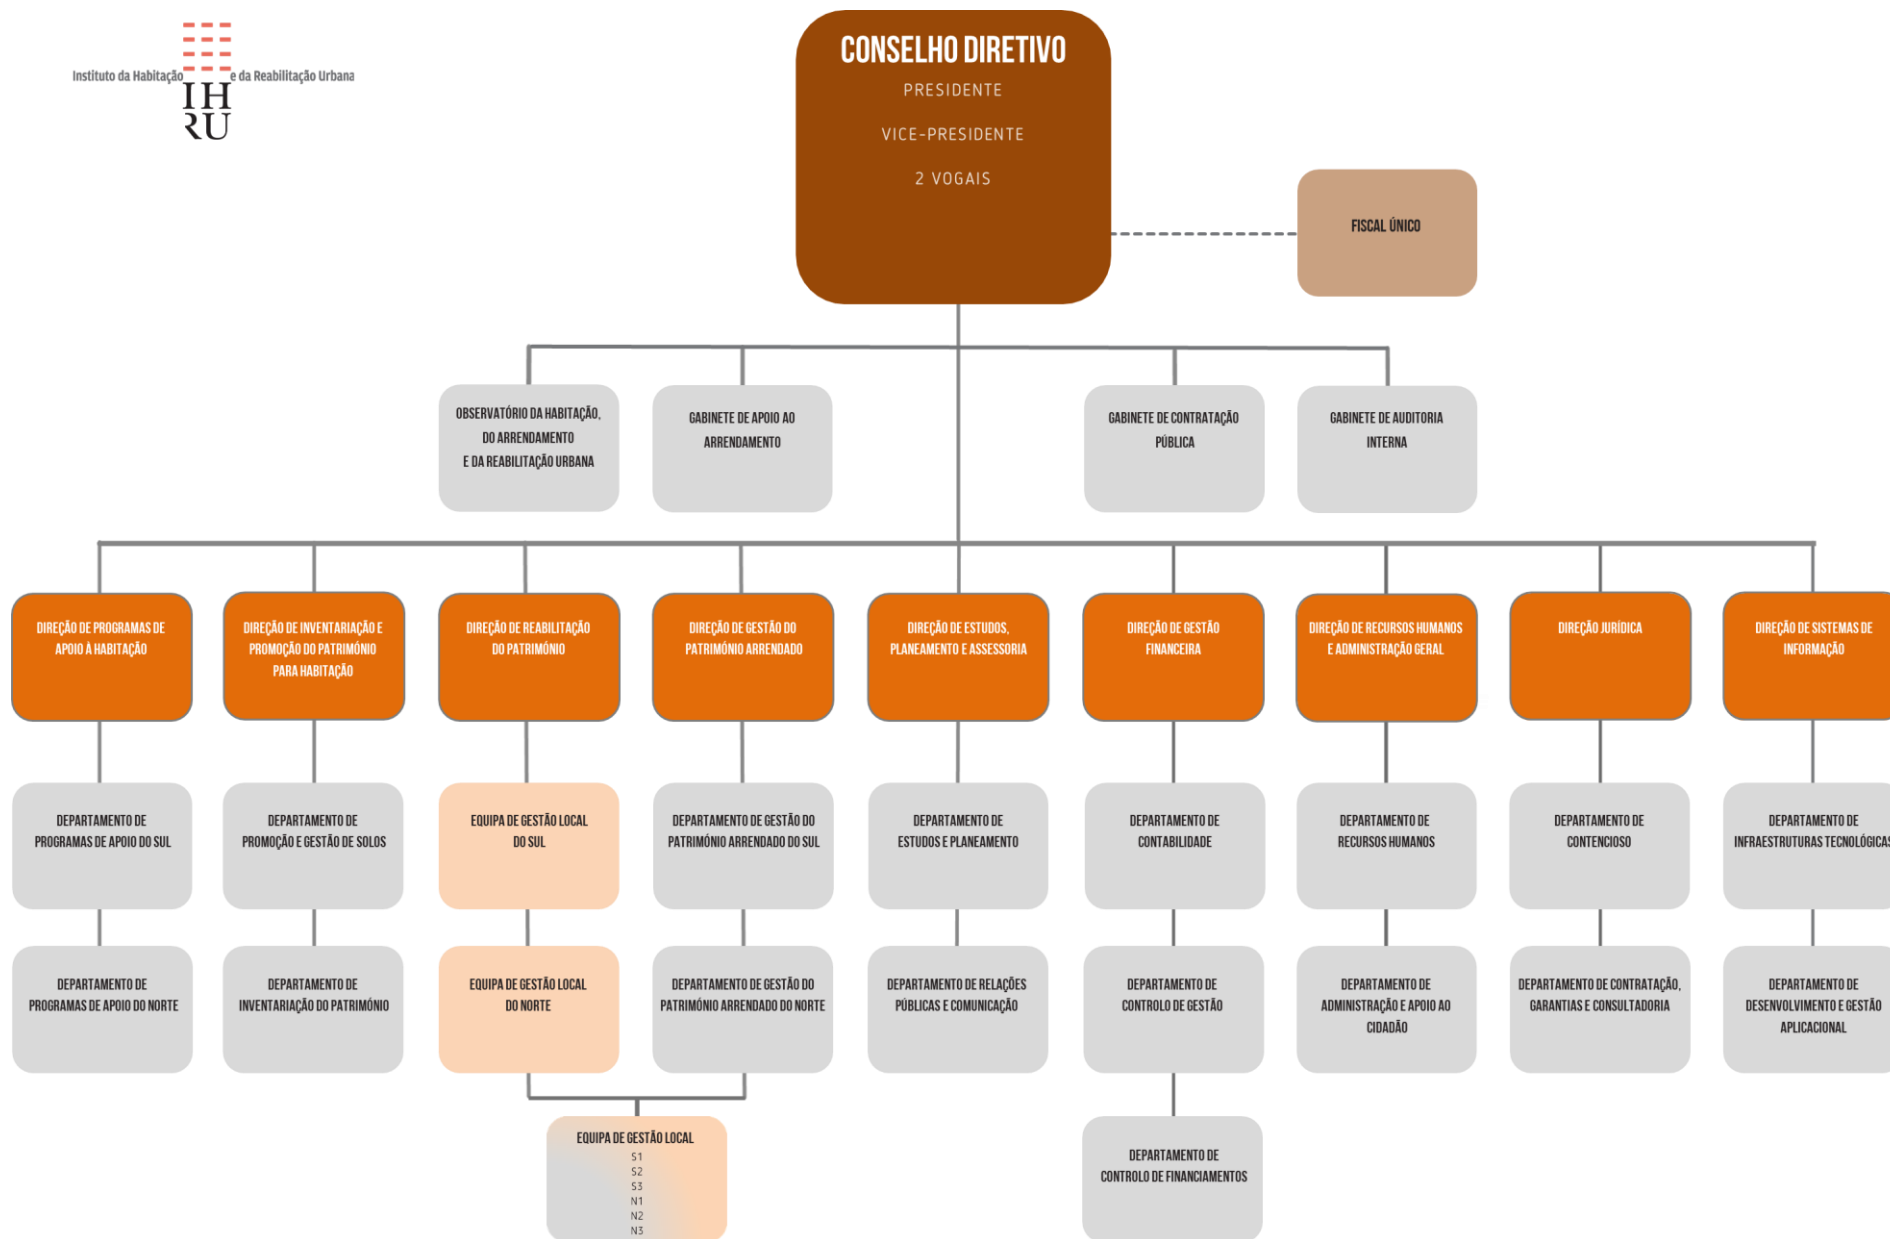 Instituto da Habitação e da Reabilitação Urbana
IH
RU
CONSELHO DIRETIVO
PRESIDENTE
VICE-PRESIDENTE
2 VOGAIS
FISCAL ÚNICO
OBSERVATÓRIO DA HABITAÇÃO,
DO ARRENDAMENTO
E DA REABILITAÇÃO URBANA
GABINETE DE APOIO AO
ARRENDAMENTO
GABINETE DE CONTRATAÇÃO
PÚBLICA
GABINETE DE AUDITORIA
INTERNA
DIREÇÃO DE PROGRAMAS DE
APOIO À HABITAÇÃO
DIREÇÃO DE INVENTARIAÇÃO E
PROMOÇÃO DO PATRIMÓNIO
PARA HABITAÇÃO
DIREÇÃO DE REABILITAÇÃO
DO PATRIMÓNIO
DIREÇÃO DE GESTÃO DO
PATRIMÓNIO ARRENDADO
DIREÇÃO DE ESTUDOS,
PLANEAMENTO E ASSESSORIA
DIREÇÃO DE GESTÃO
FINANCEIRA
DIREÇÃO DE RECURSOS HUMANOS
E ADMINISTRAÇÃO GERAL
DIREÇÃO JURÍDICA
DIREÇÃO DE SISTEMAS DE
INFORMAÇÃO
DEPARTAMENTO DE
PROGRAMAS DE APOIO DO SUL
DEPARTAMENTO DE
PROMOÇÃO E GESTÃO DE SOLOS
EQUIPA DE GESTÃO LOCAL
DO SUL
DEPARTAMENTO DE GESTÃO DO
PATRIMÓNIO ARRENDADO DO SUL
DEPARTAMENTO DE
ESTUDOS E PLANEAMENTO
DEPARTAMENTO DE
CONTABILIDADE
DEPARTAMENTO DE
RECURSOS HUMANOS
DEPARTAMENTO DE
CONTENCIOSO
DEPARTAMENTO DE
INFRAESTRUTURAS TECNOLÓGICAS
DEPARTAMENTO DE
PROGRAMAS DE APOIO DO NORTE
DEPARTAMENTO DE
INVENTARIAÇÃO DO PATRIMÓNIO
EQUIPA DE GESTÃO LOCAL
DO NORTE
DEPARTAMENTO DE GESTÃO DO
PATRIMÓNIO ARRENDADO DO NORTE
DEPARTAMENTO DE RELAÇÕES
PÚBLICAS E COMUNICAÇÃO
DEPARTAMENTO DE
CONTROLO DE GESTÃO
DEPARTAMENTO DE
ADMINISTRAÇÃO E APOIO AO
CIDADÃO
DEPARTAMENTO DE CONTRATAÇÃO,
GARANTIAS E CONSULTADORIA
DEPARTAMENTO DE
DESENVOLVIMENTO E GESTÃO
APLICACIONAL
EQUIPA DE GESTÃO LOCAL
S1
S2
S3
N1
N2
N3
DEPARTAMENTO DE
CONTROLO DE FINANCIAMENTOS